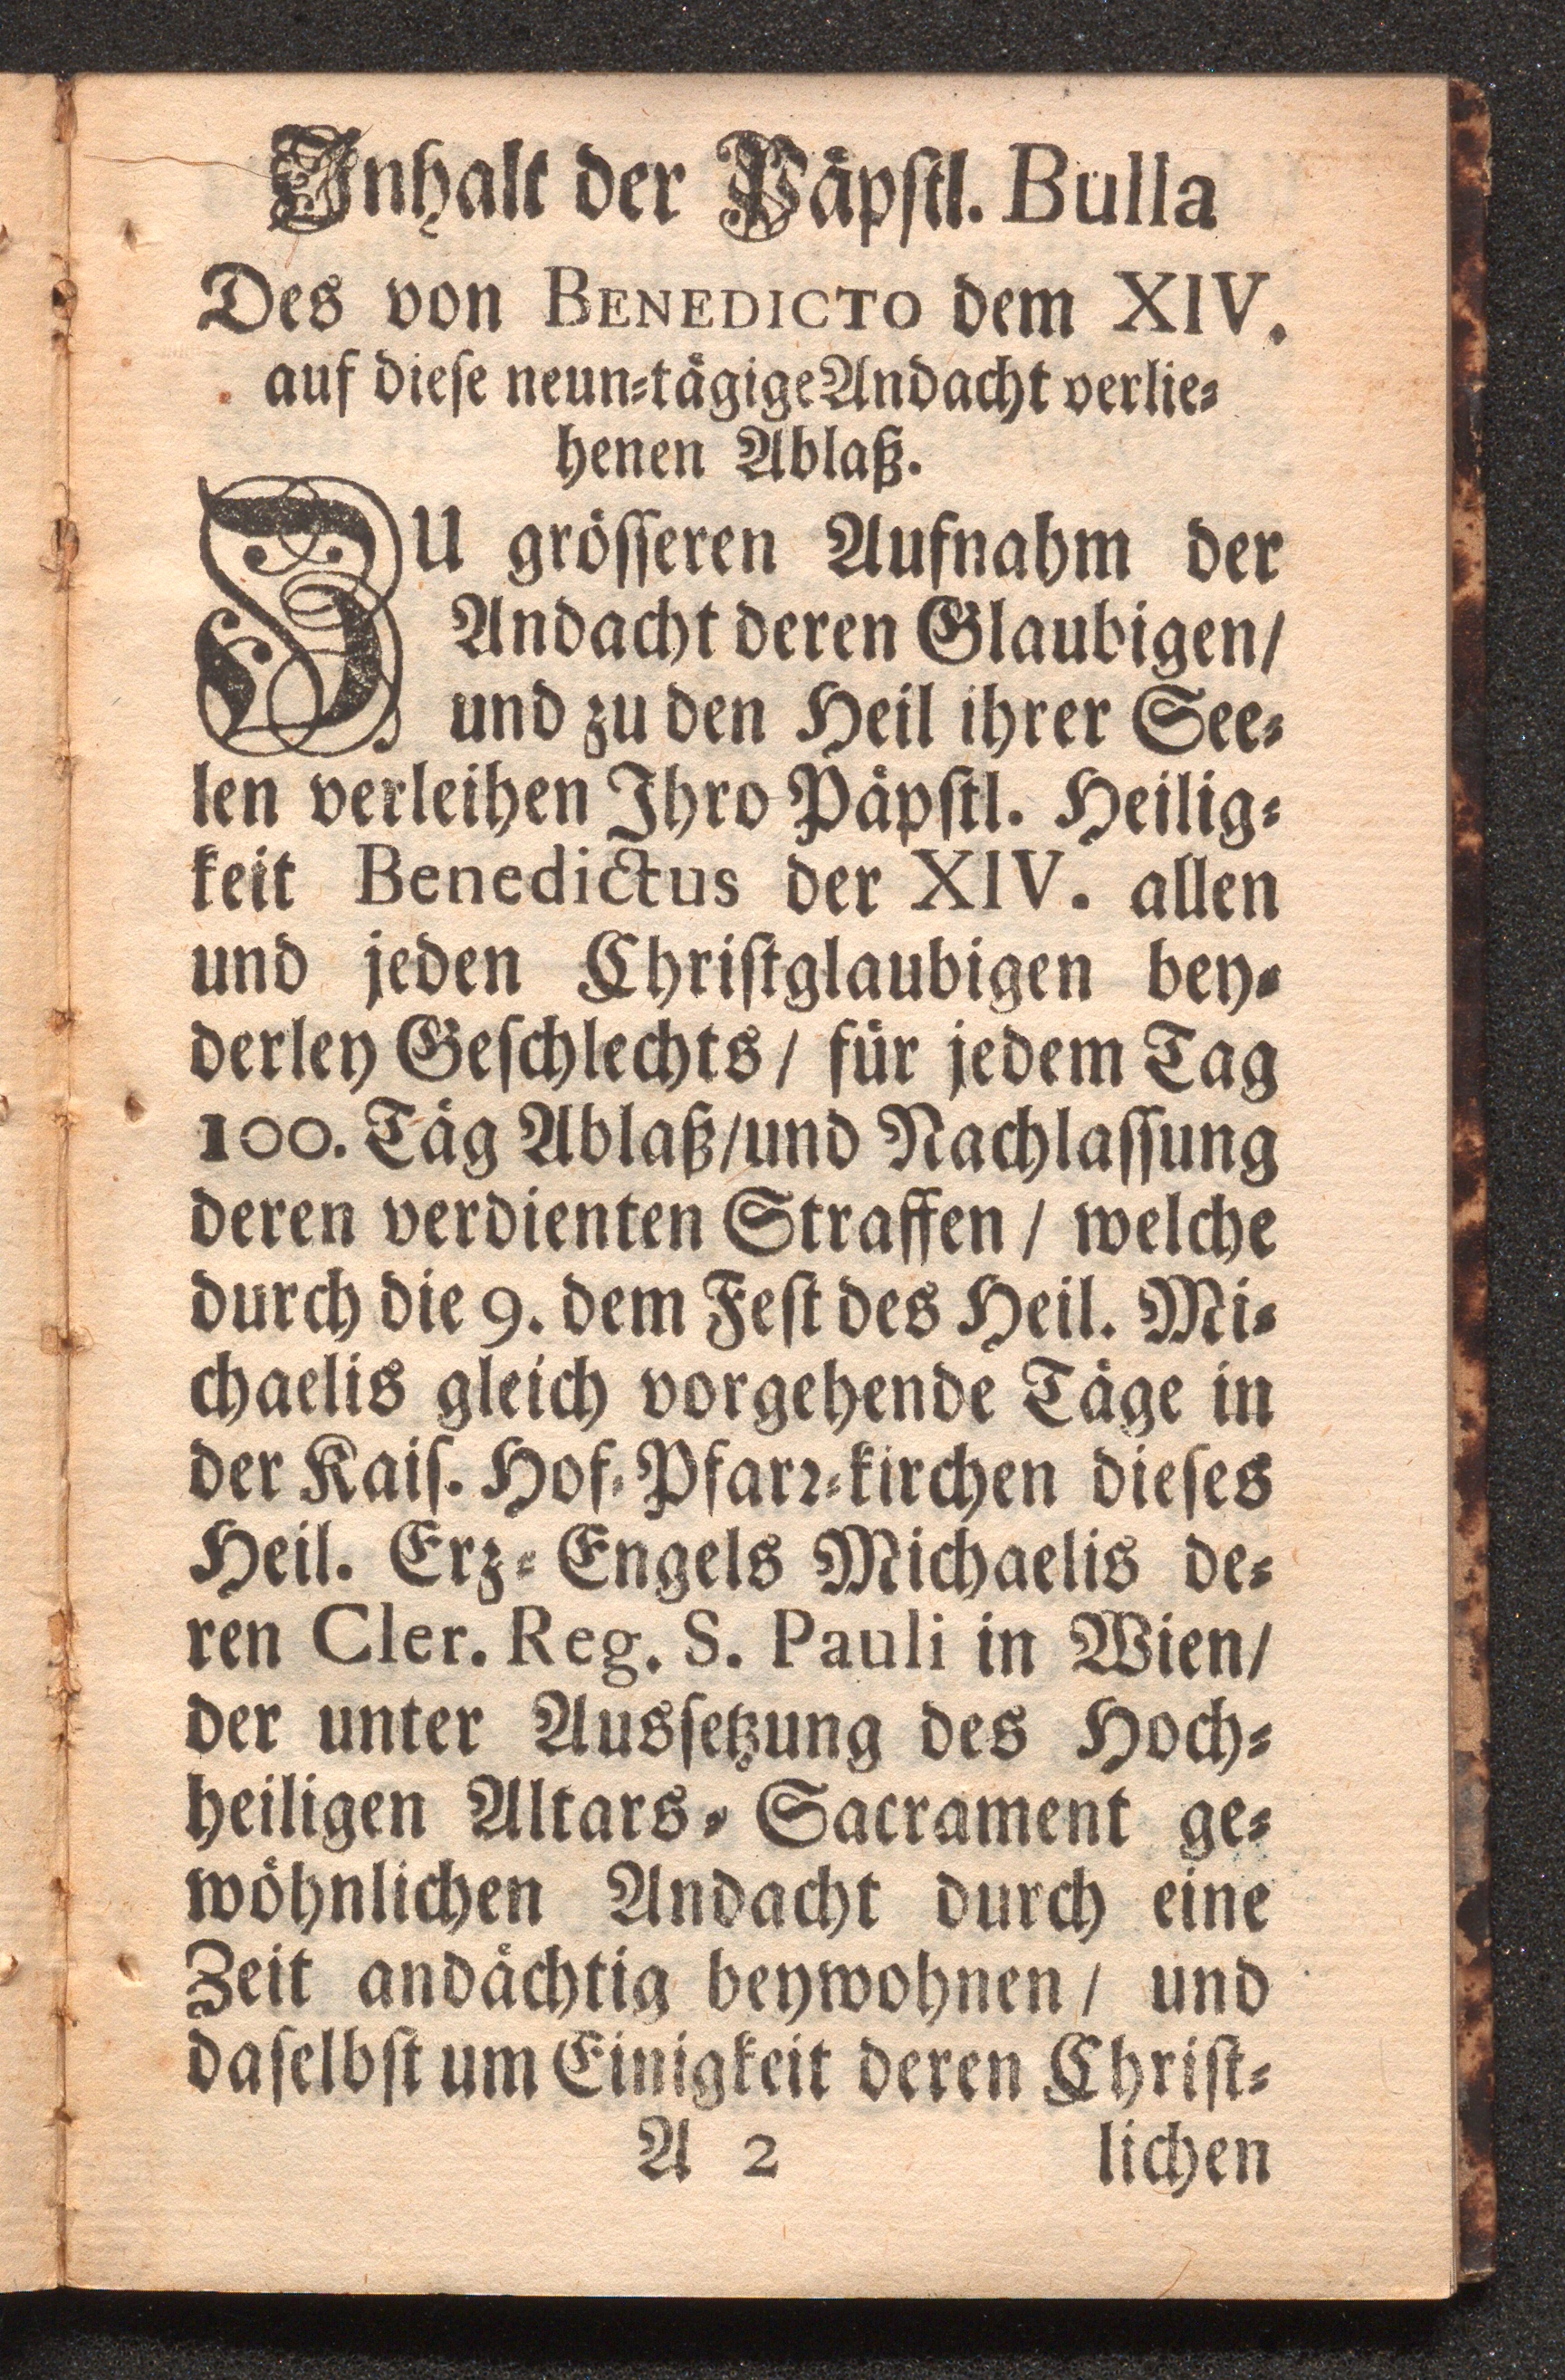 Inhalt der Päpſtl. Bulla
Des von BENEDICTO dem XIV.
auf dieſe neun⸗tägige Andacht verlie⸗
henen Ablaß.
ZU gröſſeren Aufnahm der
Andacht deren Glaubigen/
und zu den Heil ihrer See⸗
len verleihen Ihro Päpſtl. Heilig⸗
keit Benedictus der XIV. allen
und jeden Chriſtglaubigen bey⸗
derley Geſchlechts/ für jedem Tag
100. Täg Ablaß/und Nachlaſſung
deren verdienten Straffen/ welche
durch die 9. dem Feſt des Heil. Mi⸗
chaelis gleich vorgehende Täge in
der Kaiſ. Hof⸗Pfarꝛ⸗kirchen dieſes
Heil. Erz⸗Engels Michaelis de⸗
ren Cler. Reg. S. Pauli in Wien/
der unter Ausſetzung des Hoch⸗
heiligen Altars⸗Sacrament ge⸗
wöhnlichen Andacht durch eine
Zeit andächtig beywohnen/ und
daſelbſt um Einigkeit deren Chriſt⸗
A 2 lichen